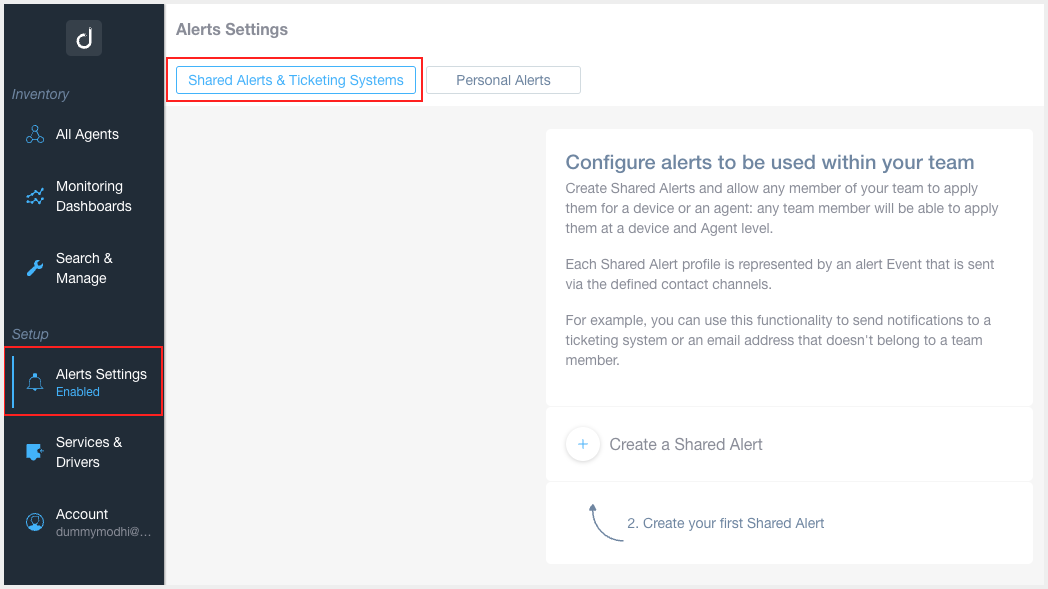 Alerts Settings
Shared Alerts & Ticketing Systems
Personal Alerts
Inventory
All Agents
Monitoring
Dashboards
Search &
Manage
Setup
Alerts Settings
Enabled
Services &
Drivers
Account
dummymodhi@...
Configure alerts to be used within your team
Create Shared Alerts and allow any member of your team to apply
them for a device or an agent: any team member will be able to apply
them at a device and Agent level.
Each Shared Alert profile is represented by an alert Event that is sent
via the defined contact channels.
For example, you can use this functionality to send notifications to a
ticketing system or an email address that doesn't belong to a team
member.
Create a Shared Alert
2. Create your first Shared Alert